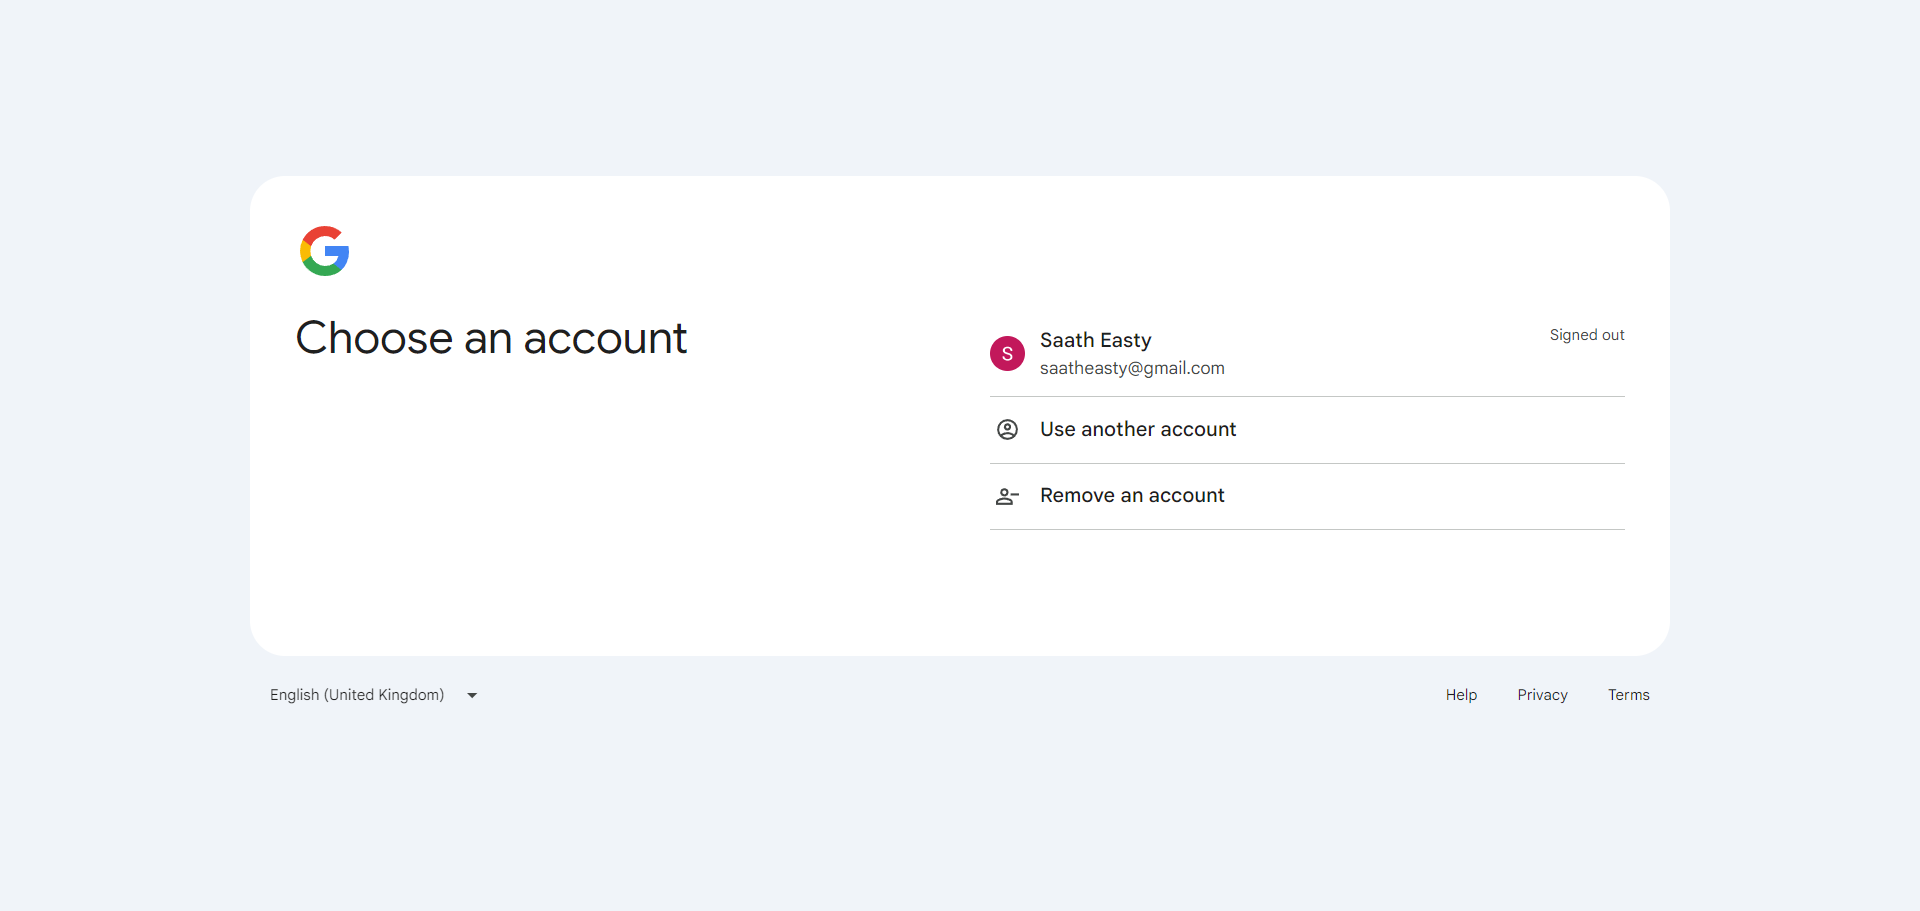 Choose an account
S
Saath Easty
saatheasty@gmail.com
Signed out
Use another account
Remove an account
English (United Kingdom)
Help
Privacy
Terms